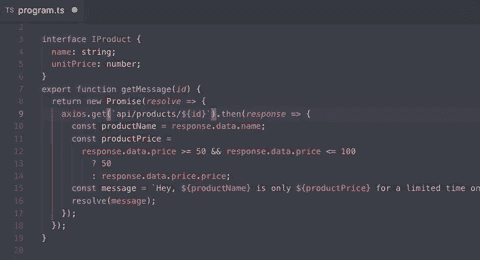 TS program.ts
2
3 interface IProduct {
4 name: string;
5 unitPrice: number;
6 }
7 export function getMessage(id) {
8 return new Promise(resolve => {
9 axios.get(`api/products/${id}`).then(response => {
10 const productName = response.data.name;
11 const productPrice =
12 response.data.price >= 50 && response.data.price <= 100
13 ? 50
14 : response.data.price.price;
15 const message = `Hey, ${productName} is only ${productPrice} for a limited time on
16 resolve(message);
17 });
18 });
19 }
20